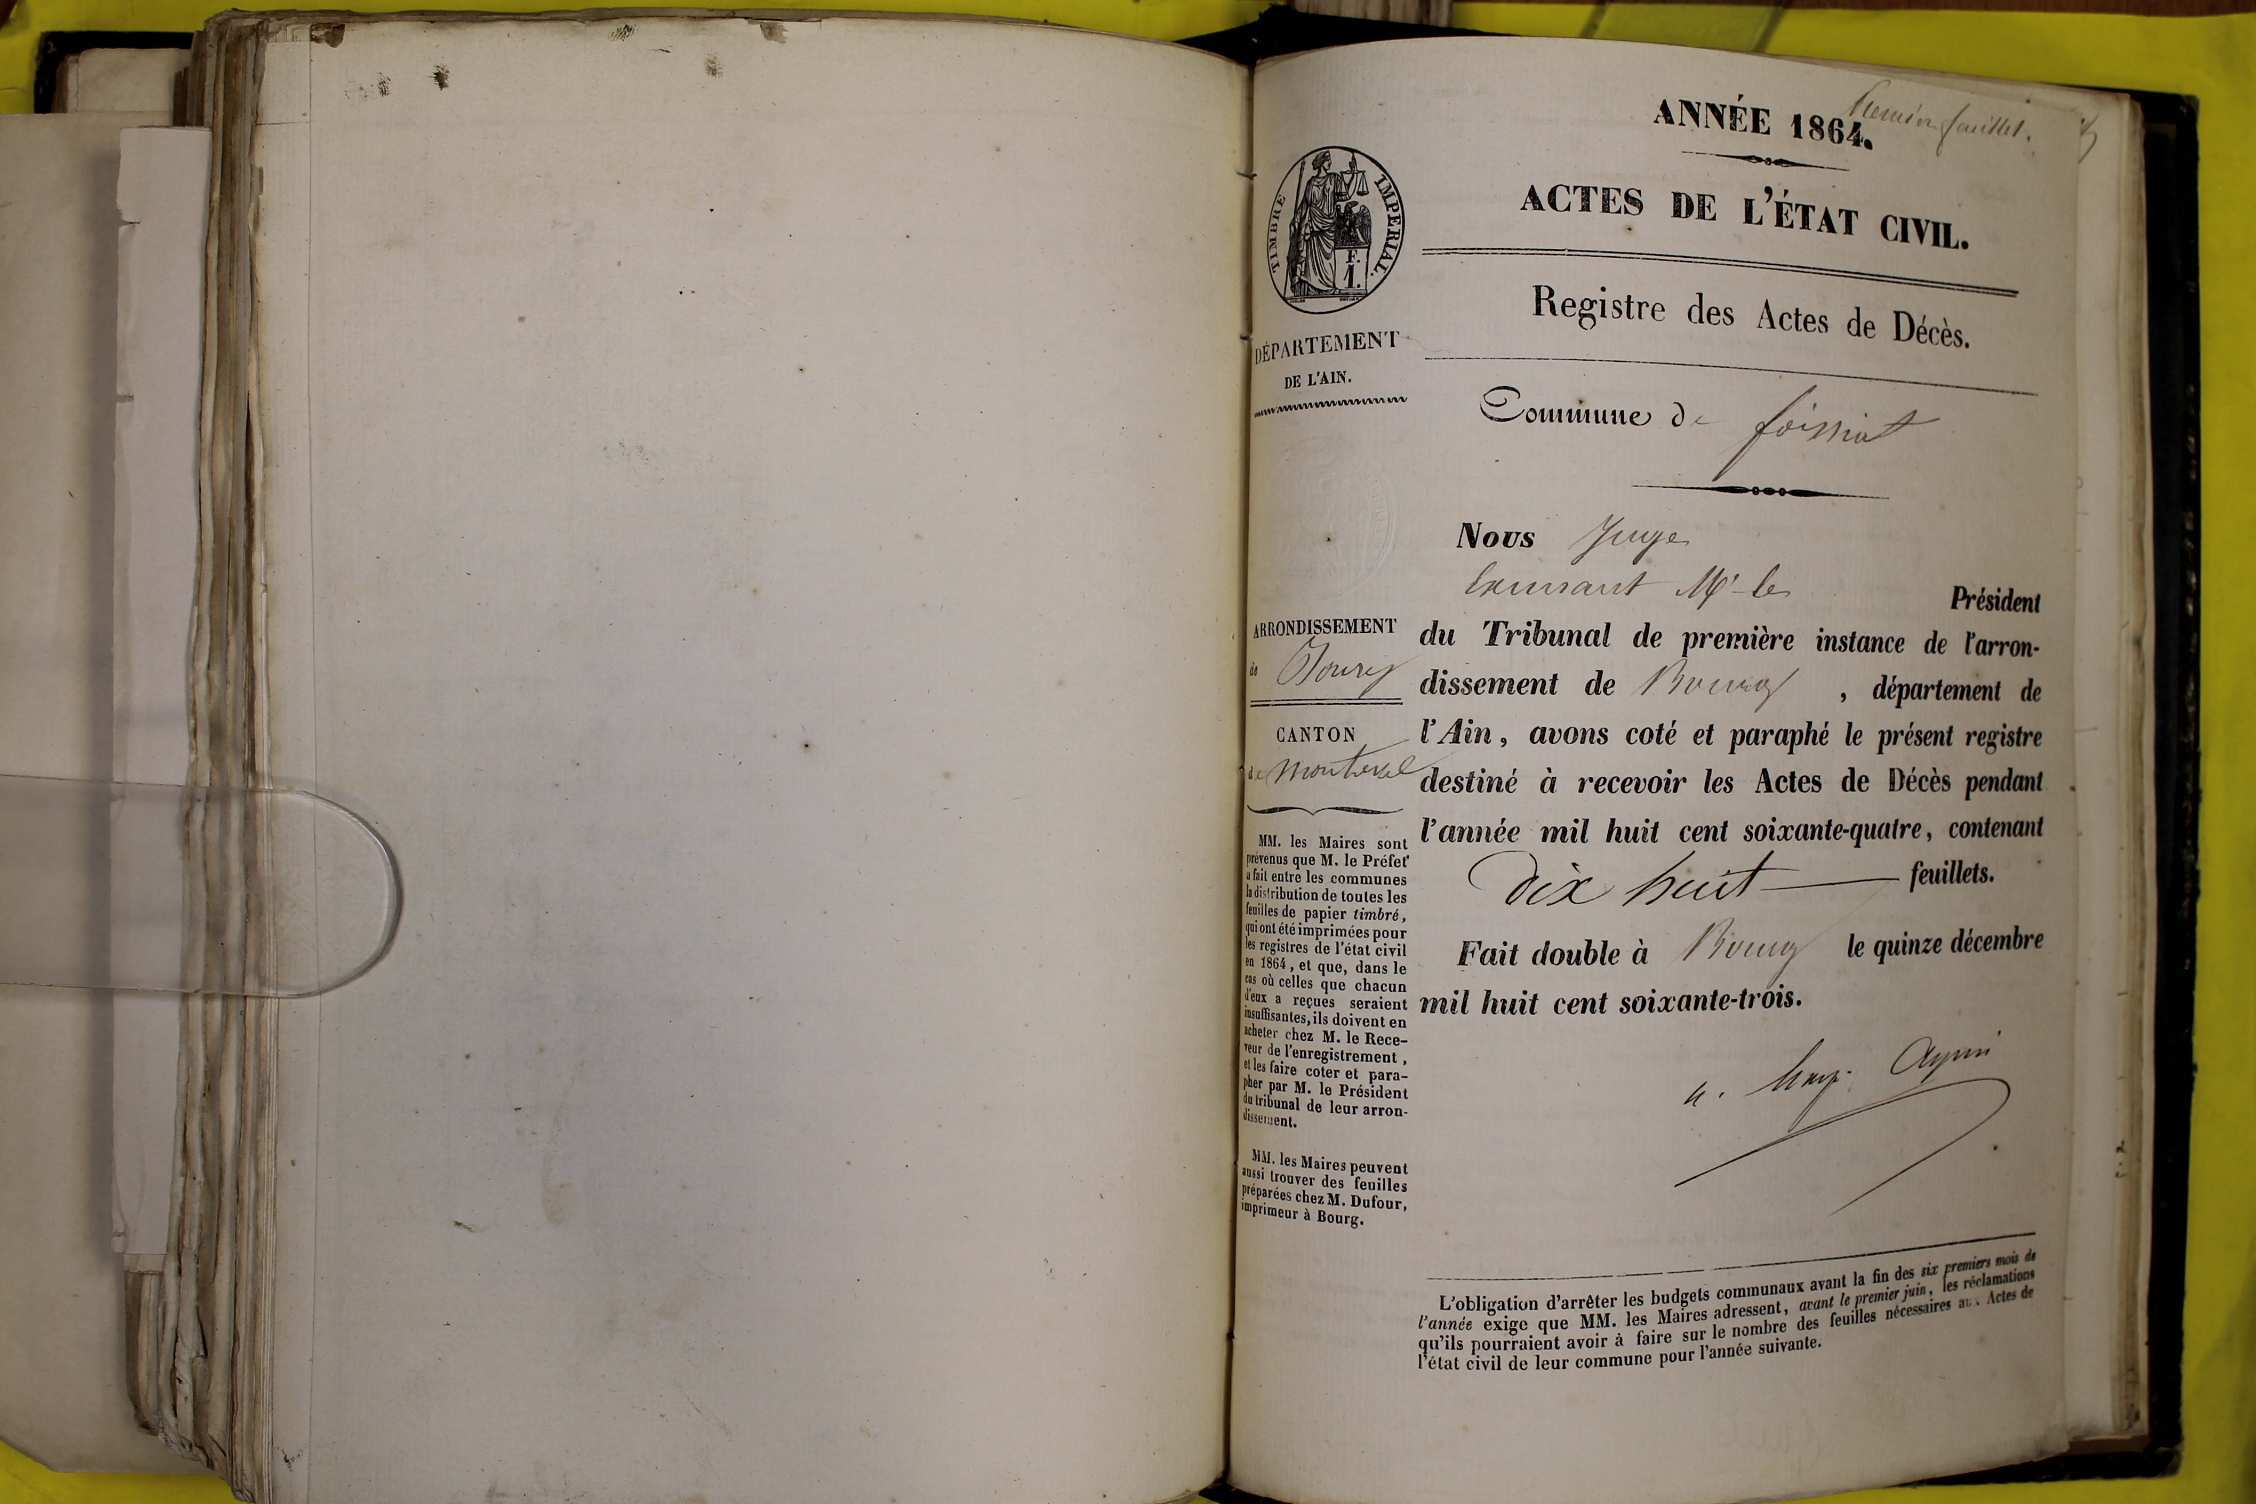 Premier feuillet.
ANNÉE 1864.
ACTES DE L'ÉTAT CIVIL.
Registre des Actes de Décès.
Commune de foissiat
TIMBRE IMPERIAL.
F.
1.
DÉPARTEMENT
DE L'AIN.
ARRONDISSEMENT
de Bourg
CANTON
de montrevel
MM. les Maires sont
prévenus que M. le Préfet
a fait entre les communes
la distribution de toutes les
feuilles de papier timbré,
qui ont été imprimées pour
les registres de l'état civil
en 1864, et que, dans le
cas où celles que chacun
d'eux a reçues seraient
insuffisantes, ils doivent en
acheter chez M. le Rece-
veur de l'enregistrement,
et les faire coter et para-
pher par M. le Président
du tribunal de leur arron-
dissement.
MM. les Maires peuvent
aussi trouver des feuilles
préparées chez M. Dufour,
imprimeur à Bourg.
Nous Juge
M. le Président
du Tribunal de première instance de l'arron-
dissement de Bourg, département de
l'Ain, avons coté et paraphé le présent registre
destiné à recevoir les Actes de Décès pendant
l'année mil huit cent soixante-quatre, contenant
Dix huit feuillets.
Fait double à Bourg le quinze décembre
mil huit cent soixante-trois.
L'obligation d'arrêter les budgets communaux avant la fin des six premiers mois de
l'année exige que MM. les Maires adressent, avant le premier juin, les réclamations
qu'ils pourraient avoir à faire sur le nombre des feuilles nécessaires aux Actes de
l'état civil de leur commune pour l'année suivante.